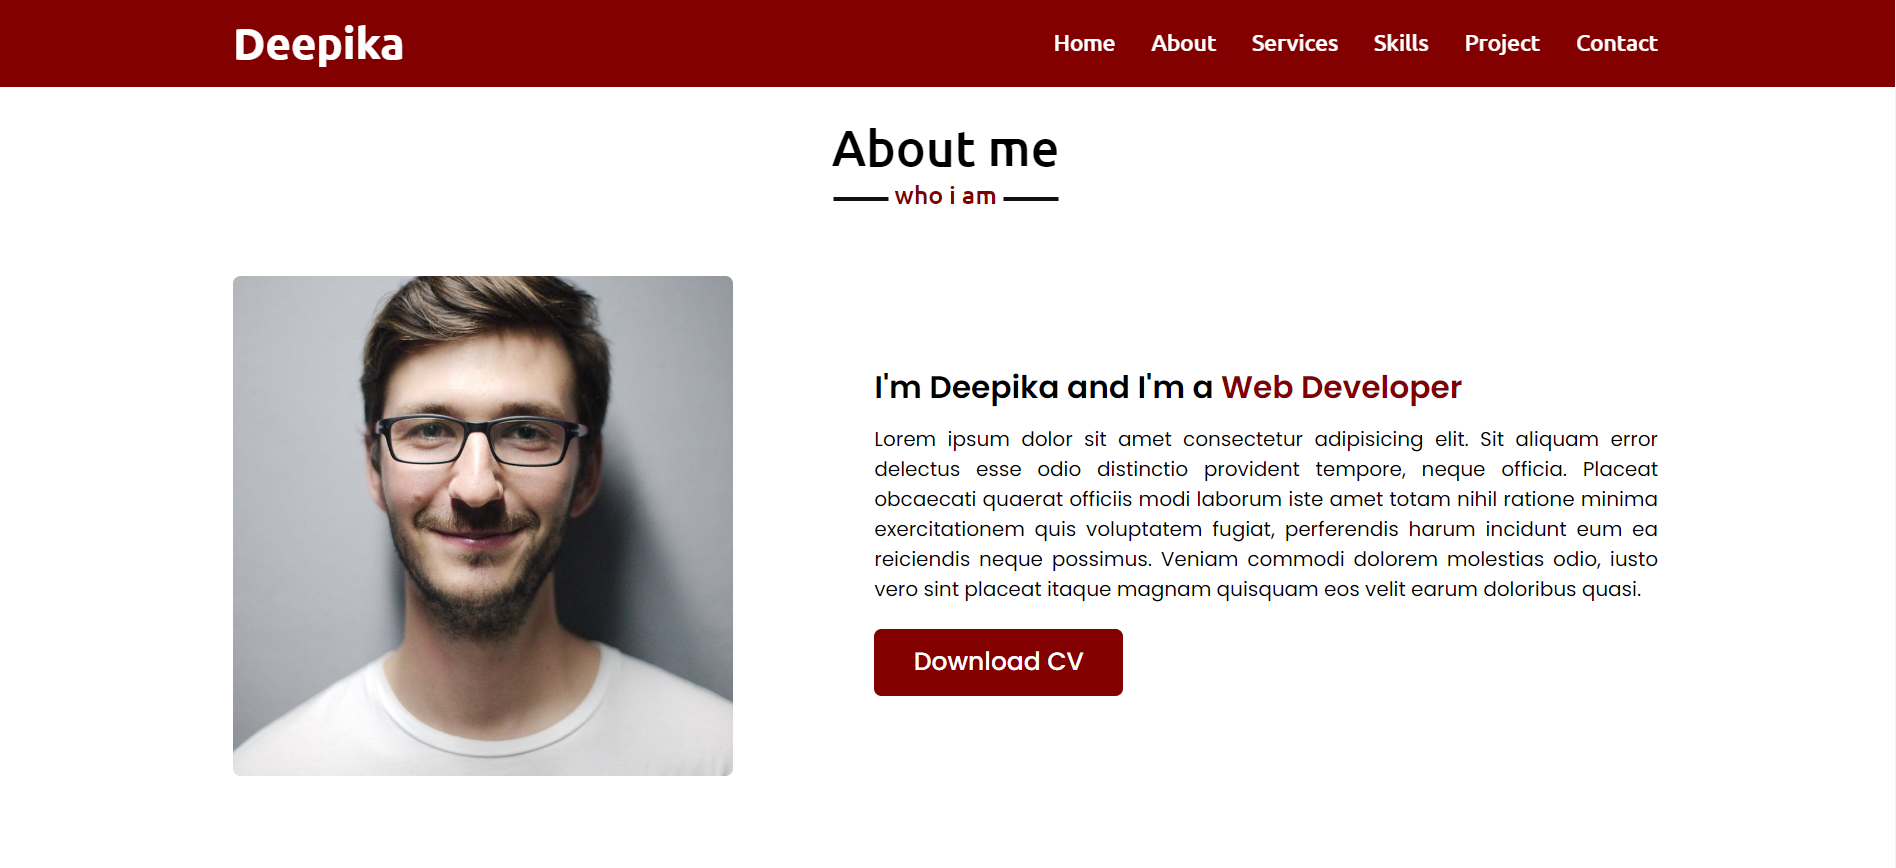 Deepika
Home About Services Skills Project Contact
About me
who i am
I'm Deepika and I'm a Web Developer
Lorem ipsum dolor sit amet consectetur adipisicing elit. Sit aliquam error
delectus esse odio distinctio provident tempore, neque officia. Placeat
obcaecati quaerat officiis modi laborum iste amet totam nihil ratione minima
exercitationem quis voluptatem fugiat, perferendis harum incidunt eum ea
reiciendis neque possimus. Veniam commodi dolorem molestias odio, iusto
vero sint placeat itaque magnam quisquam eos velit earum doloribus quasi.
Download CV